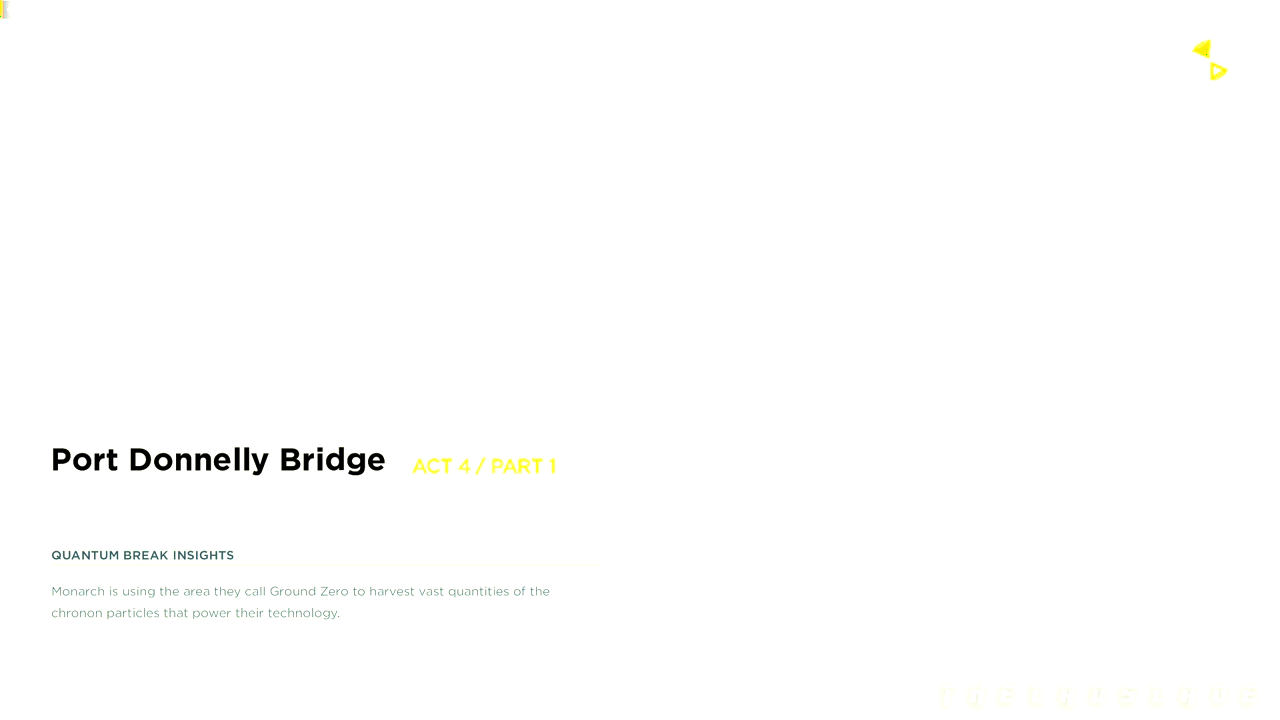 Port Donnelly Bridge ACT 4 / PART 1
QUANTUM BREAK INSIGHTS
Monarch is using the area they call Ground Zero to harvest vast quantities of the
chronon particles that power their technology.